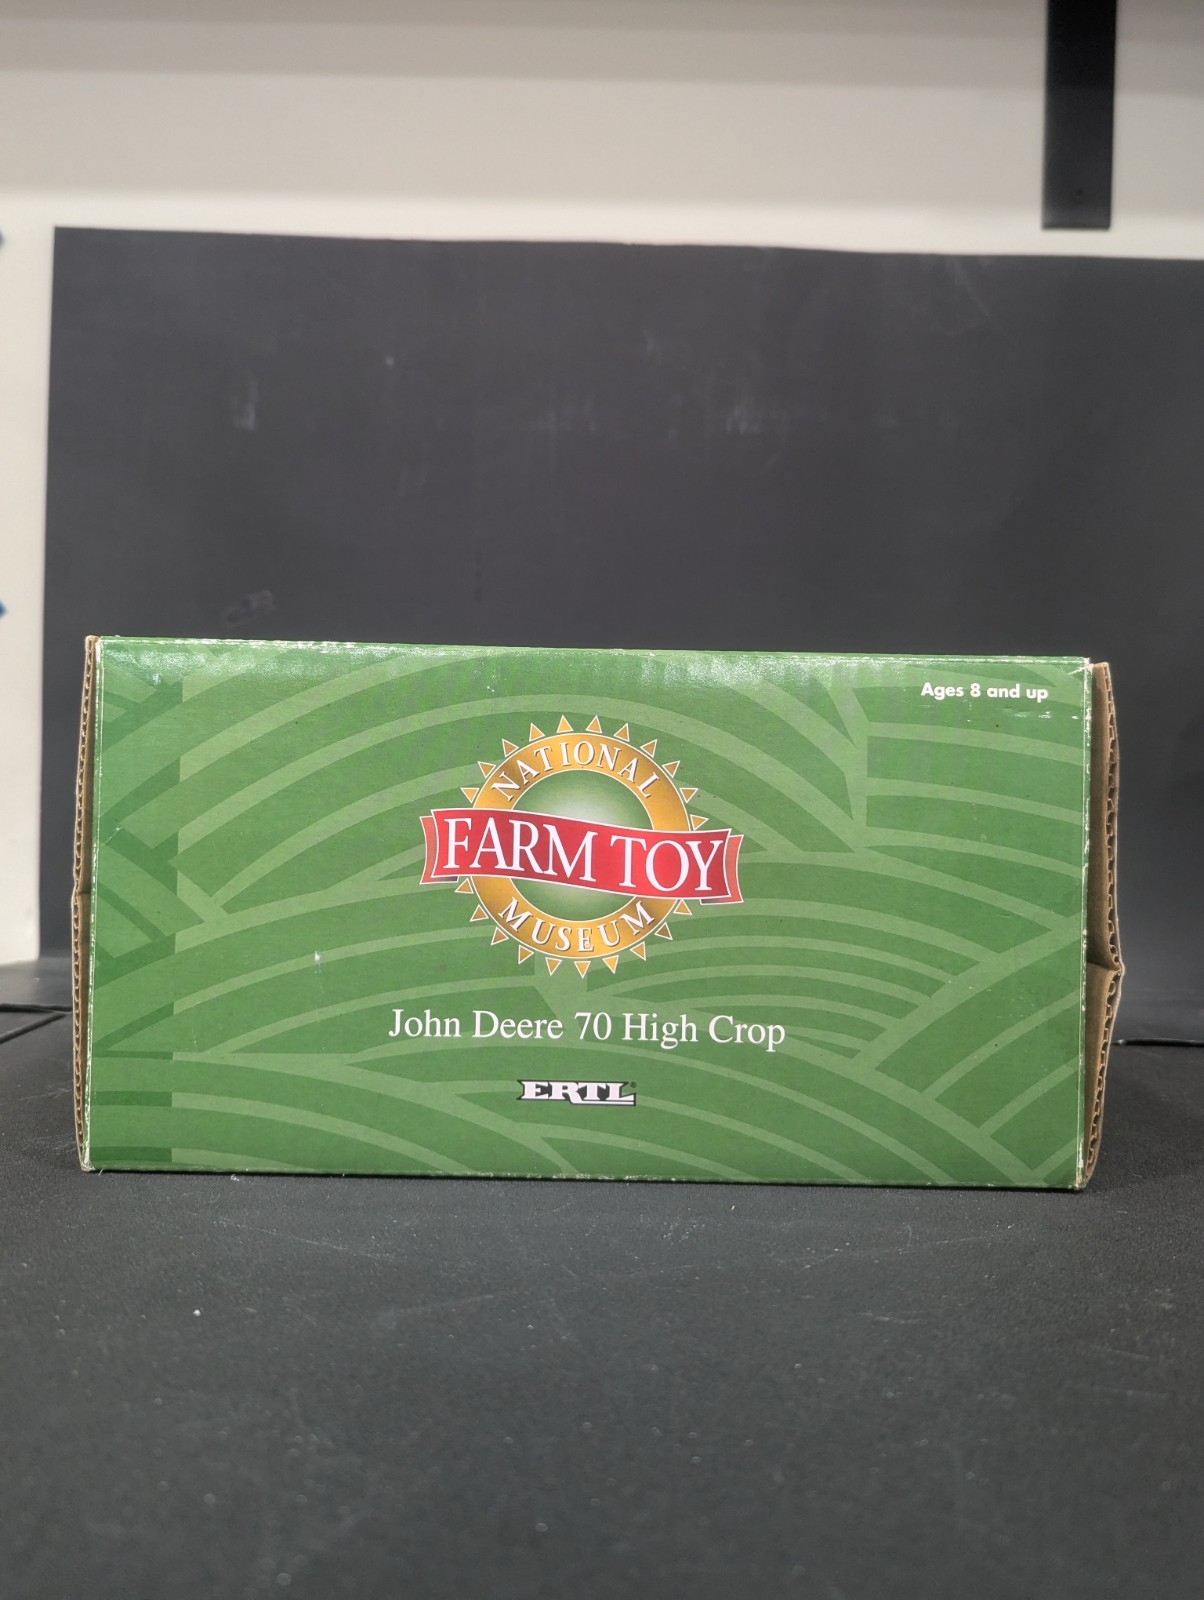 Ages 8 and up
NATIONAL
FARM TOY
MUSEUM
John Deere 70 High Crop
ERTL®